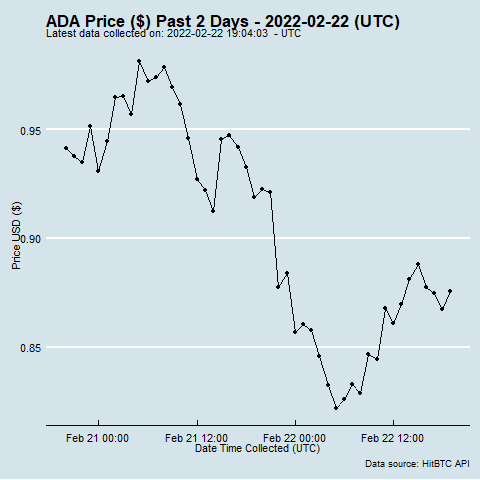 ADA Price ($) Past 2 Days - 2022-02-22 (UTC)
Latest data collected on: 2022-02-22 19:04:03  - UTC
Price USD ($)
0.95
0.90
0.85
Feb 21 00:00
Feb 21 12:00
Feb 22 00:00
Feb 22 12:00
Date Time Collected (UTC)
Data source: HitBTC API